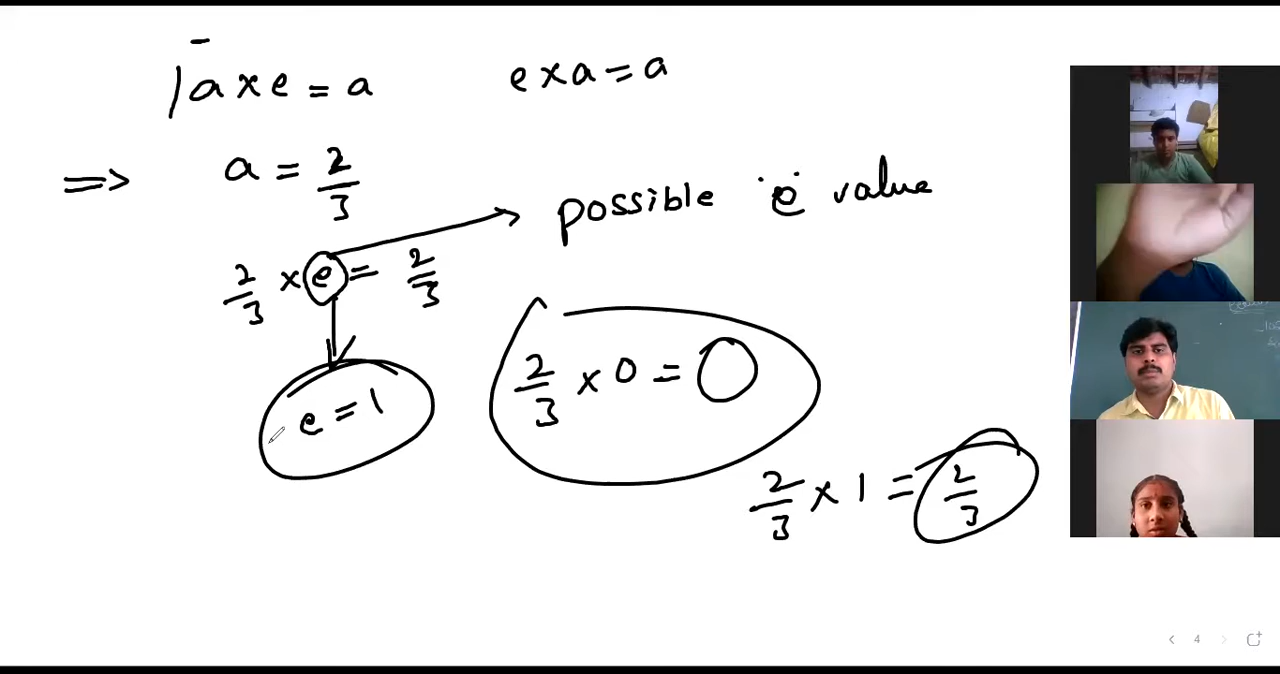 a x e = a
e x a = a
=> a = 2/3
possible 'e' value
2/3 x e = 2/3
2/3 x 0 = 0
e = 1
2/3 x 1 = 2/3
4